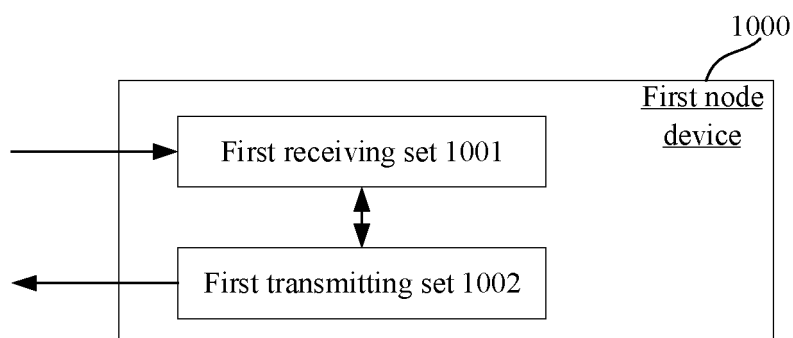 1000
First node
device
First receiving set 1001
First transmitting set 1002